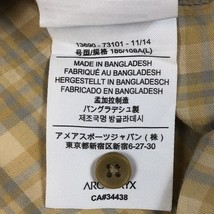 13690 - 73101 - 11/14
号型/规格 185/108A(L)
MADE IN BANGLADESH
FABRIQUÉ AU BANGLADESH
HERGESTELLT IN BANGLADESH
FABRICADO EN BANGLADESH
孟加拉制造
バングラデシュ製
제조국명 방글라데시
アメアスポーツジャパン(株)
東京都新宿区新宿6-27-30
CA#34438